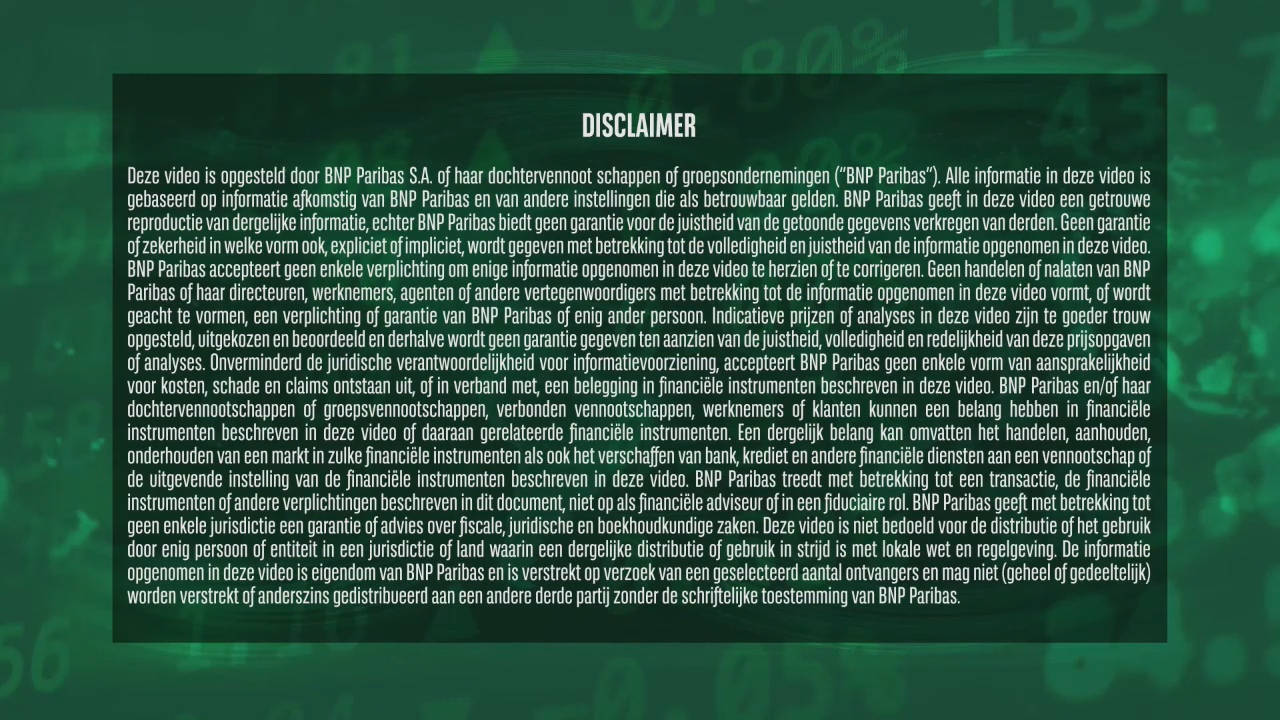 DISCLAIMER
Deze video is opgesteld door BNP Paribas S.A. of haar dochtervennoot schappen of groepsondernemingen (“BNP Paribas”). Alle informatie in deze video is
gebaseerd op informatie afkomstig van BNP Paribas en van andere instellingen die als betrouwbaar gelden. BNP Paribas geeft in deze video een getrouwe
reproductie van dergelijke informatie, echter BNP Paribas biedt geen garantie voor de juistheid van de getoonde gegevens verkregen van derden. Geen garantie
of zekerheid in welke vorm ook, expliciet of impliciet, wordt gegeven met betrekking tot de volledigheid en juistheid van de informatie opgenomen in deze video.
BNP Paribas accepteert geen enkele verplichting om enige informatie opgenomen in deze video te herzien of te corrigeren. Geen handelen of nalaten van BNP
Paribas of haar directeuren, werknemers, agenten of andere vertegenwoordigers met betrekking tot de informatie opgenomen in deze video vormt, of wordt
geacht te vormen, een verplichting of garantie van BNP Paribas of enig ander persoon. Indicatieve prijzen of analyses in deze video zijn te goeder trouw
opgesteld, uitgekozen en beoordeeld en derhalve wordt geen garantie gegeven ten aanzien van de juistheid, volledigheid en redelijkheid van deze prijsopgaven
of analyses. Onverminderd de juridische verantwoordelijkheid voor informatievoorziening, accepteert BNP Paribas geen enkele vorm van aansprakelijkheid
voor kosten, schade en claims ontstaan uit, of in verband met, een belegging in financiële instrumenten beschreven in deze video. BNP Paribas en/of haar
dochtervennootschappen of groepsvennootschappen, verbonden vennootschappen, werknemers of klanten kunnen een belang hebben in financiële
instrumenten beschreven in deze video of daaraan gerelateerde financiële instrumenten. Een dergelijk belang kan omvatten het handelen, aanhouden,
onderhouden van een markt in zulke financiële instrumenten als ook het verschaffen van bank, krediet en andere financiële diensten aan een vennootschap of
de uitgevende instelling van de financiële instrumenten beschreven in deze video. BNP Paribas treedt met betrekking tot een transactie, de financiële
instrumenten of andere verplichtingen beschreven in dit document, niet op als financiële adviseur of in een fiduciaire rol. BNP Paribas geeft met betrekking tot
geen enkele jurisdictie een garantie of advies over fiscale, juridische en boekhoudkundige zaken. Deze video is niet bedoeld voor de distributie of het gebruik
door enig persoon of entiteit in een jurisdictie of land waarin een dergelijke distributie of gebruik in strijd is met lokale wet en regelgeving. De informatie
opgenomen in deze video is eigendom van BNP Paribas en is verstrekt op verzoek van een geselecteerd aantal ontvangers en mag niet (geheel of gedeeltelijk)
worden verstrekt of anderszins gedistribueerd aan een andere derde partij zonder de schriftelijke toestemming van BNP Paribas.